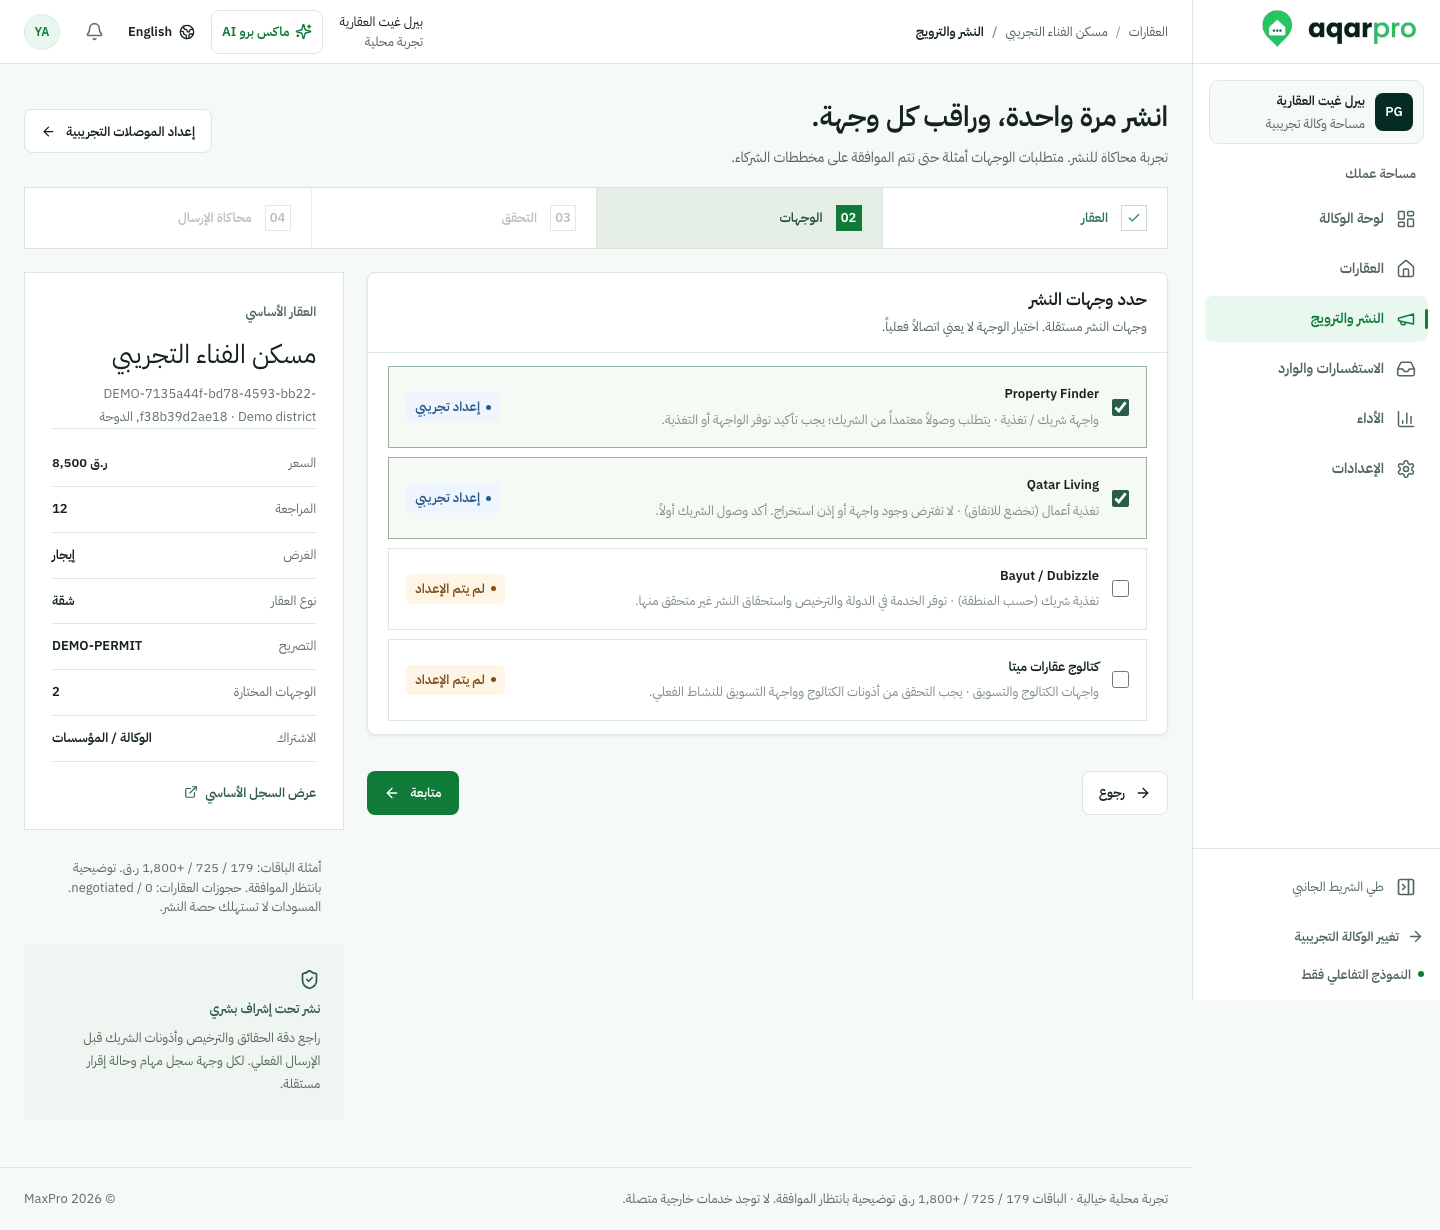 aqarpro
العقارات / مسكن الفناء التجريبي / النشر والترويج
بيرل غيت العقارية
تجربة محلية
ماكس برو AI
English
YA
PG
بيرل غيت العقارية
مساحة وكالة تجريبية
مساحة عملك
لوحة الوكالة
العقارات
النشر والترويج
الاستفسارات والوارد
الأداء
الإعدادات
طي الشريط الجانبي
تغيير الوكالة التجريبية
النموذج التفاعلي فقط
انشر مرة واحدة، وراقب كل وجهة.
تجربة محاكاة للنشر. متطلبات الوجهات أمثلة حتى تتم الموافقة على مخططات الشركاء.
إعداد الموصلات التجريبية
العقار
02 الوجهات
03 التحقق
04 محاكاة الإرسال
حدد وجهات النشر
وجهات النشر مستقلة. اختيار الوجهة لا يعني اتصالاً فعلياً.
Property Finder
واجهة شريك / تغذية · يتطلب وصولاً معتمداً من الشريك؛ يجب تأكيد توفر الواجهة أو التغذية.
إعداد تجريبي
Qatar Living
تغذية أعمال (تخضع للاتفاق) · لا تفترض وجود واجهة أو إذن استخراج. أكد وصول الشريك أولاً.
إعداد تجريبي
Bayut / Dubizzle
تغذية شريك (حسب المنطقة) · توفر الخدمة في الدولة والترخيص واستحقاق النشر غير متحقق منها.
لم يتم الإعداد
كتالوج عقارات ميتا
واجهات الكتالوج والتسويق · يجب التحقق من أذونات الكتالوج وواجهة التسويق للنشاط الفعلي.
لم يتم الإعداد
رجوع
متابعة
العقار الأساسي
مسكن الفناء التجريبي
DEMO-7135a44f-bd78-4593-bb22-
f38b39d2ae18 · Demo district, الدوحة
السعر 8,500 ر.ق
المراجعة 12
الغرض إيجار
نوع العقار شقة
التصريح DEMO-PERMIT
الوجهات المختارة 2
الاشتراك الوكالة / المؤسسات
عرض السجل الأساسي
أمثلة الباقات: 179 / 725 / +1,800 ر.ق. توضيحية
بانتظار الموافقة. حجوزات العقارات: 0 / negotiated.
المسودات لا تستهلك حصة النشر.
نشر تحت إشراف بشري
راجع دقة الحقائق والترخيص وأذونات الشريك قبل
الإرسال الفعلي. لكل وجهة سجل مهام وحالة إقرار
مستقلة.
تجربة محلية خيالية · الباقات 179 / 725 / +1,800 ر.ق توضيحية بانتظار الموافقة. لا توجد خدمات خارجية متصلة.
© 2026 MaxPro